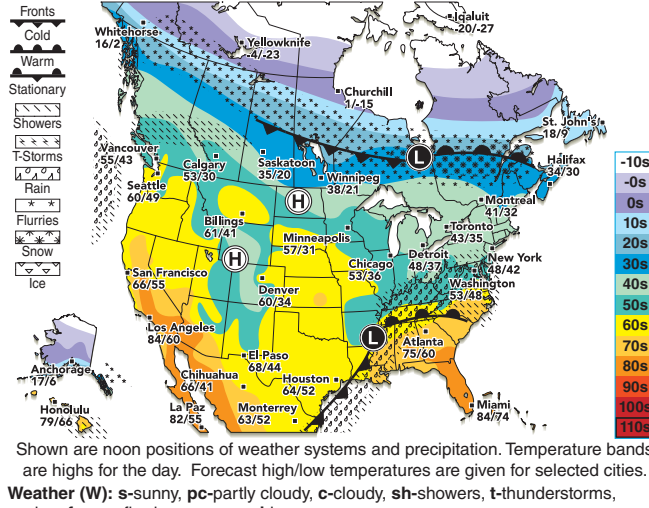 Fronts
Cold
Warm
Stationary
Showers
T-Storms
Rain
Flurries
Snow
Ice
Whitehorse
16/2
Yellowknife
-4/-23
Iqaluit
-20/-27
Churchill
1/-15
St. John's
18/9
Vancouver
55/43
Calgary
53/30
Saskatoon
35/20
Winnipeg
38/21
L
Halifax
34/30
Seattle
60/49
H
Montreal
41/32
Billings
61/41
Minneapolis
57/31
Toronto
43/35
H
Chicago
53/36
Detroit
48/37
New York
48/42
San Francisco
66/55
Denver
60/34
Washington
53/48
Los Angeles
84/60
L
Atlanta
75/60
El Paso
68/44
Chihuahua
66/41
Houston
64/52
Anchorage
17/6
Honolulu
79/66
La Paz
82/55
Monterrey
63/52
Miami
84/74
-10s
-0s
0s
10s
20s
30s
40s
50s
60s
70s
80s
90s
100s
110s
Shown are noon positions of weather systems and precipitation. Temperature bands
are highs for the day. Forecast high/low temperatures are given for selected cities.
Weather (W): s-sunny, pc-partly cloudy, c-cloudy, sh-showers, t-thunderstorms,